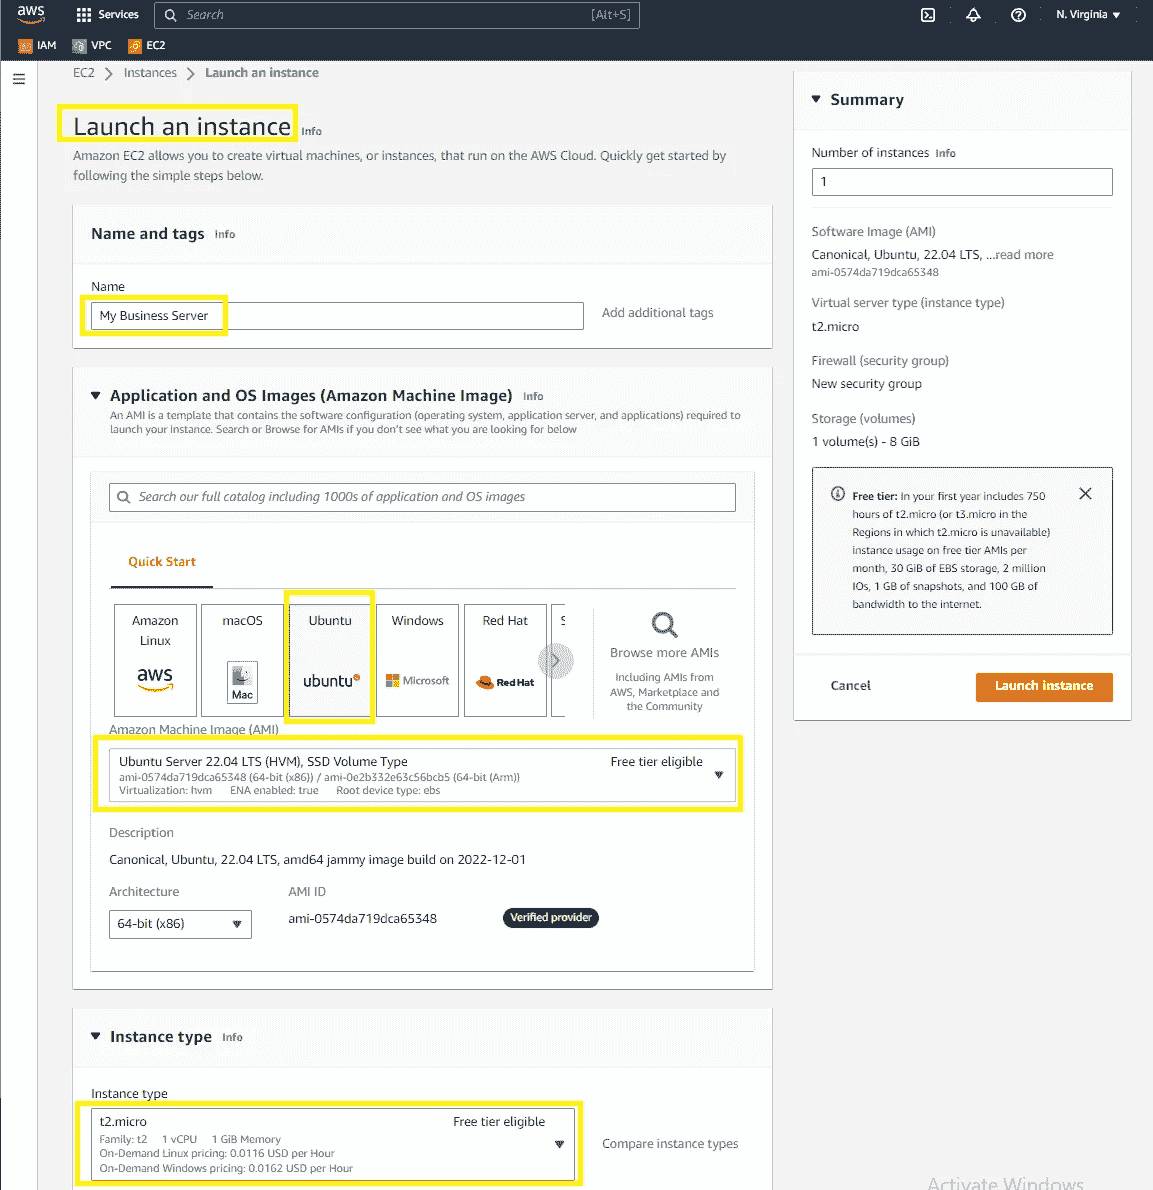 aws
Services
Search
[Alt+S]
N. Virginia
IAM
VPC
EC2
EC2
Instances
Launch an instance
Launch an instance Info
Amazon EC2 allows you to create virtual machines, or instances, that run on the AWS Cloud. Quickly get started by
following the simple steps below.
Name and tags Info
Name
My Business Server
Add additional tags
Application and OS Images (Amazon Machine Image) Info
An AMI is a template that contains the software configuration (operating system, application server, and applications) required to
launch your instance. Search or Browse for AMIs if you don't see what you are looking for below
Search our full catalog including 1000s of application and OS images
Quick Start
Amazon
Linux
aws
macOS
Mac
Ubuntu
ubuntu
Windows
Microsoft
Red Hat
Red Hat
S
Browse more AMIs
Including AMIs from
AWS, Marketplace and
the Community
Amazon Machine Image (AMI)
Ubuntu Server 22.04 LTS (HVM), SSD Volume Type
Free tier eligible
ami-0574da719dca65348 (64-bit (x86)) / ami-0e2b332e63c56bcb5 (64-bit (Arm))
Virtualization: hvm ENA enabled: true Root device type: ebs
Description
Canonical, Ubuntu, 22.04 LTS, amd64 jammy image build on 2022-12-01
Architecture
AMI ID
64-bit (x86)
ami-0574da719dca65348
Verified provider
Instance type Info
Instance type
t2.micro
Free tier eligible
Family: t2 1 vCPU 1 GiB Memory
On-Demand Linux pricing: 0.0116 USD per Hour
On-Demand Windows pricing: 0.0162 USD per Hour
Compare instance types
Summary
Number of instances Info
1
Software Image (AMI)
Canonical, Ubuntu, 22.04 LTS, ...read more
ami-0574da719dca65348
Virtual server type (instance type)
t2.micro
Firewall (security group)
New security group
Storage (volumes)
1 volume(s) - 8 GiB
Free tier: In your first year includes 750
hours of t2.micro (or t3.micro in the
Regions in which t2.micro is unavailable)
instance usage on free tier AMIs per
month, 30 GiB of EBS storage, 2 million
IOs, 1 GB of snapshots, and 100 GB of
bandwidth to the internet.
Cancel
Launch instance
Activate Windows